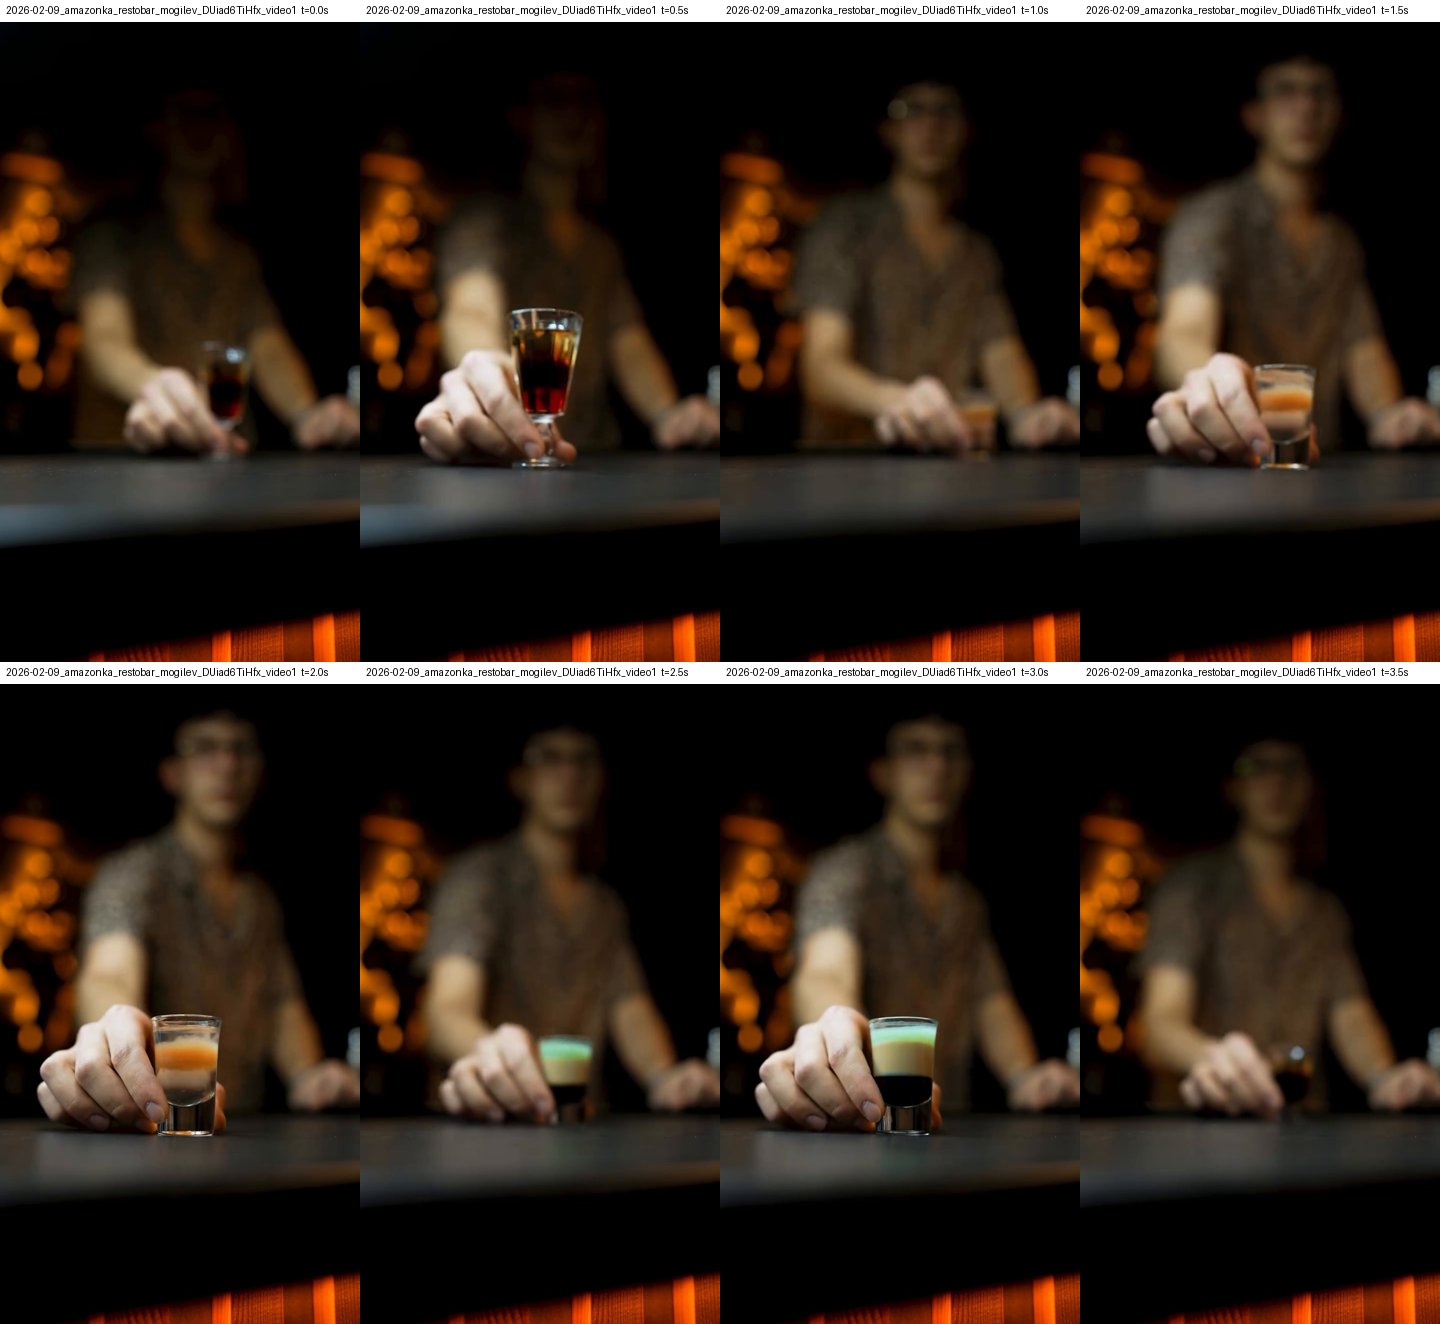 2026-02-09_amazonka_restobar_mogilev_DUiad6TiHfx_video1 t=0.0s
2026-02-09_amazonka_restobar_mogilev_DUiad6TiHfx_video1 t=0.5s
2026-02-09_amazonka_restobar_mogilev_DUiad6TiHfx_video1 t=1.0s
2026-02-09_amazonka_restobar_mogilev_DUiad6TiHfx_video1 t=1.5s
2026-02-09_amazonka_restobar_mogilev_DUiad6TiHfx_video1 t=2.0s
2026-02-09_amazonka_restobar_mogilev_DUiad6TiHfx_video1 t=2.5s
2026-02-09_amazonka_restobar_mogilev_DUiad6TiHfx_video1 t=3.0s
2026-02-09_amazonka_restobar_mogilev_DUiad6TiHfx_video1 t=3.5s